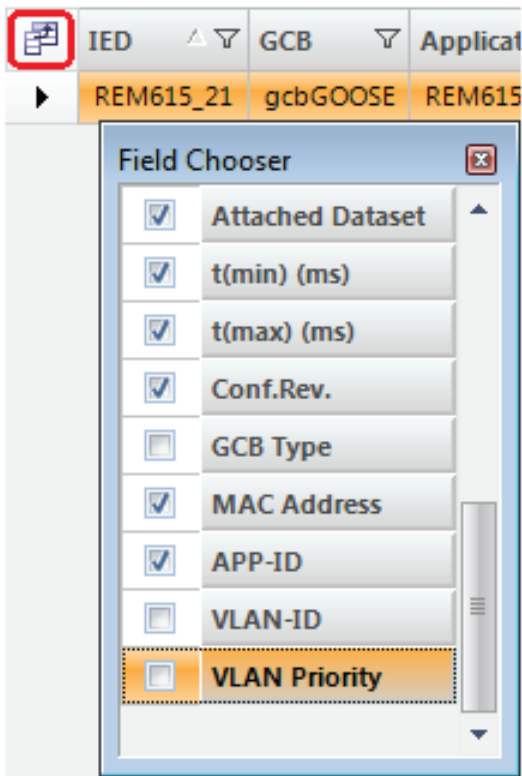 IED GCB Applicat
REM615_21 gcbGOOSE REM615
Field Chooser
Attached Dataset
t(min) (ms)
t(max) (ms)
Conf.Rev.
GCB Type
MAC Address
APP-ID
VLAN-ID
VLAN Priority